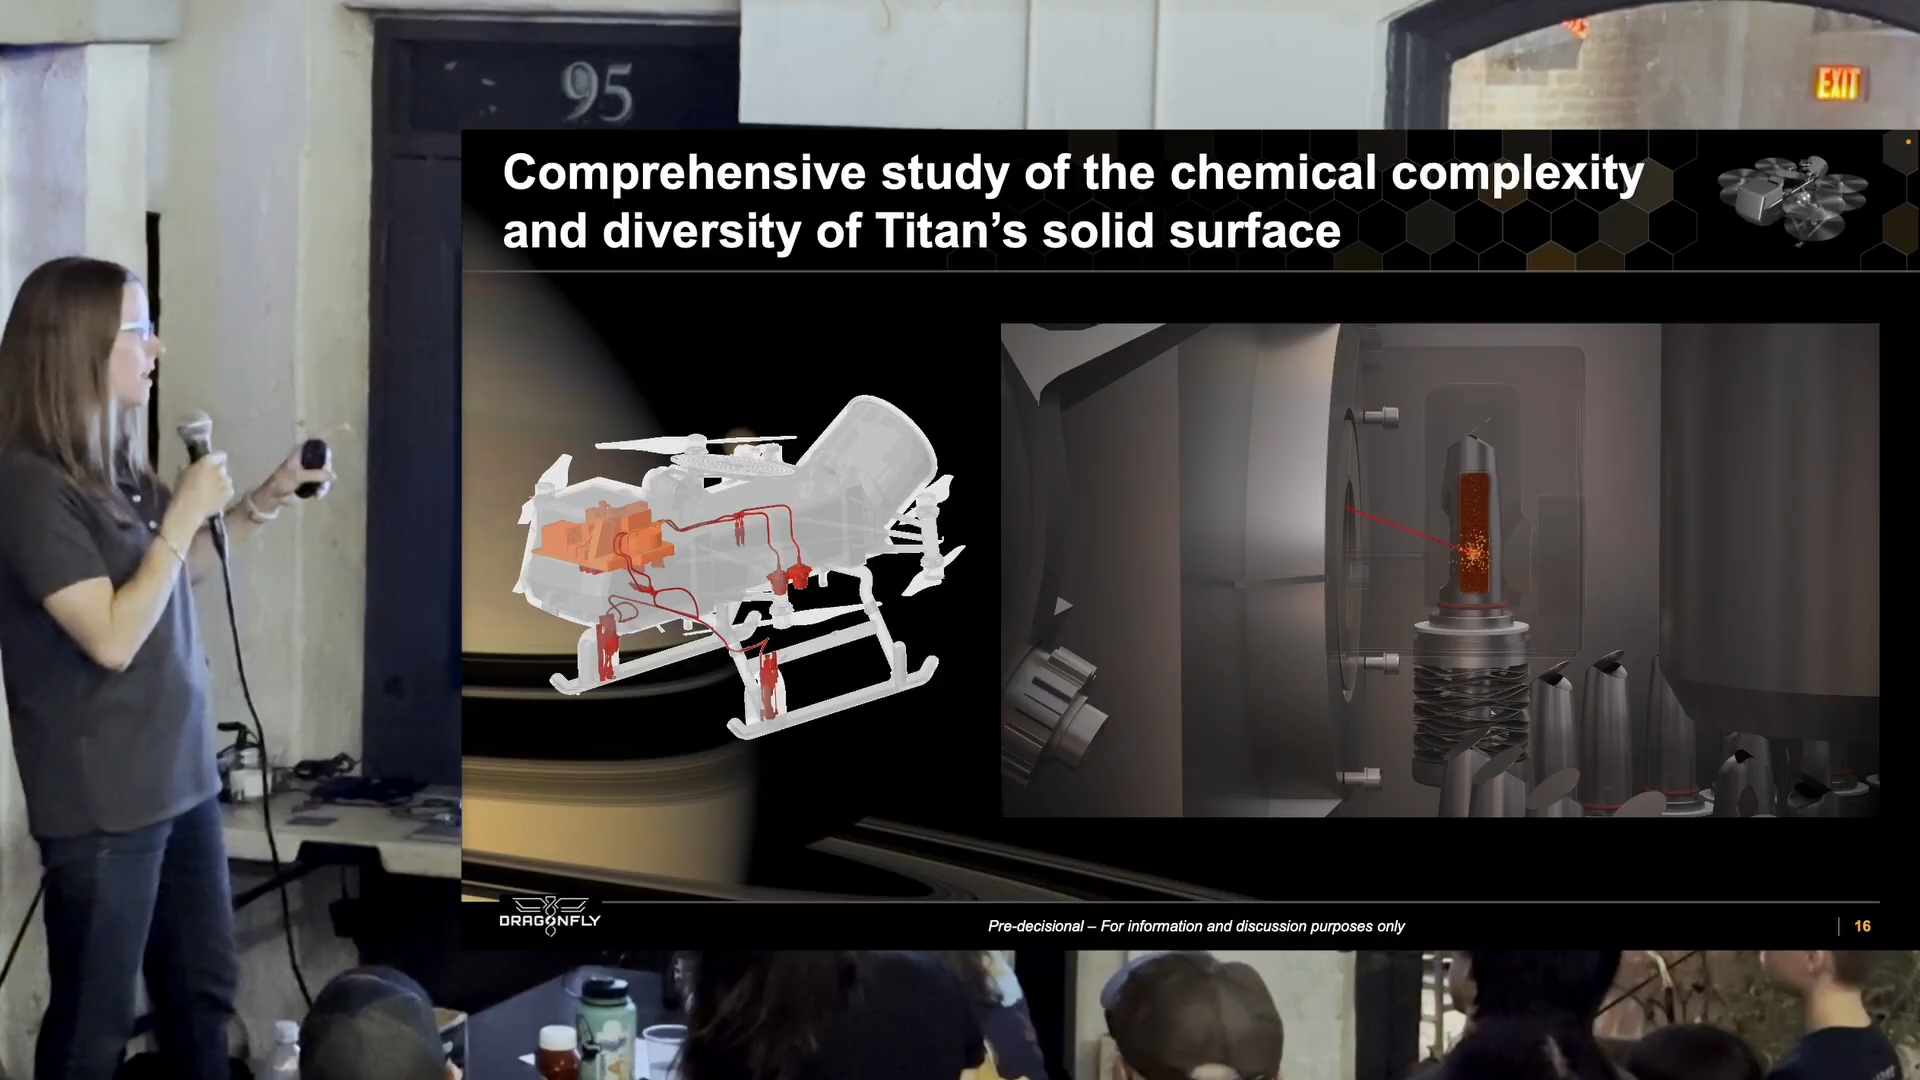 95
EXIT
Comprehensive study of the chemical complexity
and diversity of Titan’s solid surface
DRAGONFLY
Pre-decisional – For information and discussion purposes only
16